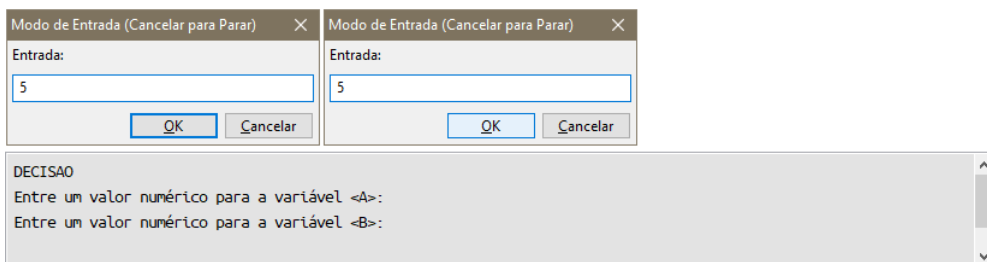 Modo de Entrada (Cancelar para Parar)
Entrada:
5
OK Cancelar
Modo de Entrada (Cancelar para Parar)
Entrada:
5
OK Cancelar
DECISAO
Entre um valor numérico para a variável <A>:
Entre um valor numérico para a variável <B>: